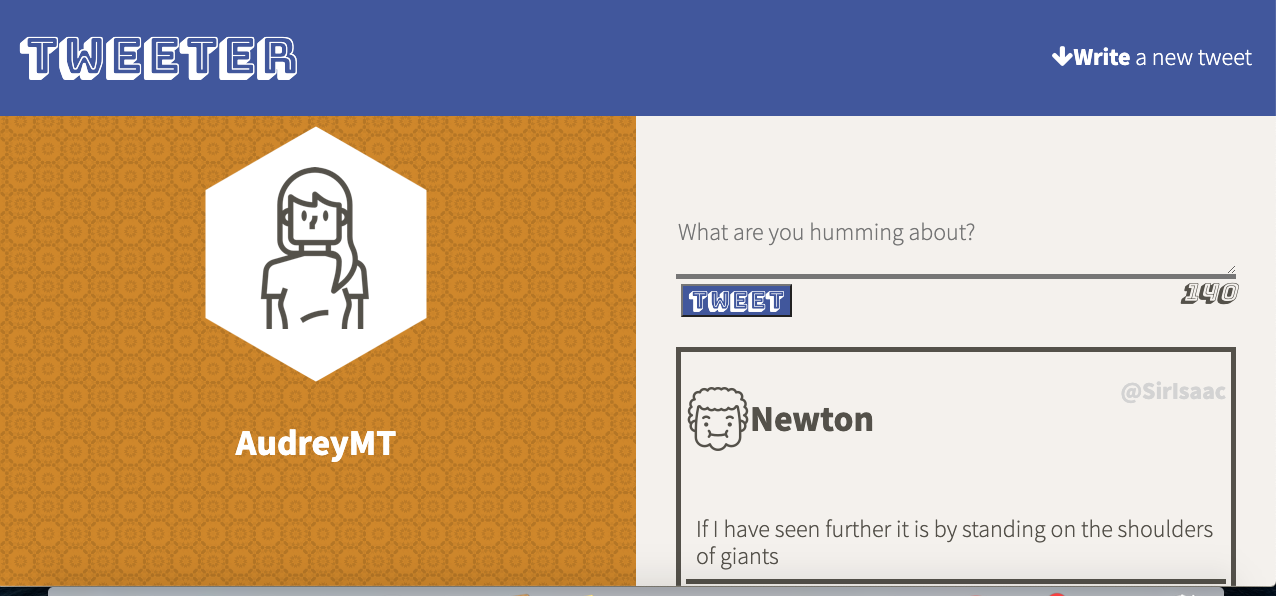 TWEETER
Write a new tweet
AudreyMT
What are you humming about?
TWEET
140
@SirIsaac
Newton
If I have seen further it is by standing on the shoulders
of giants